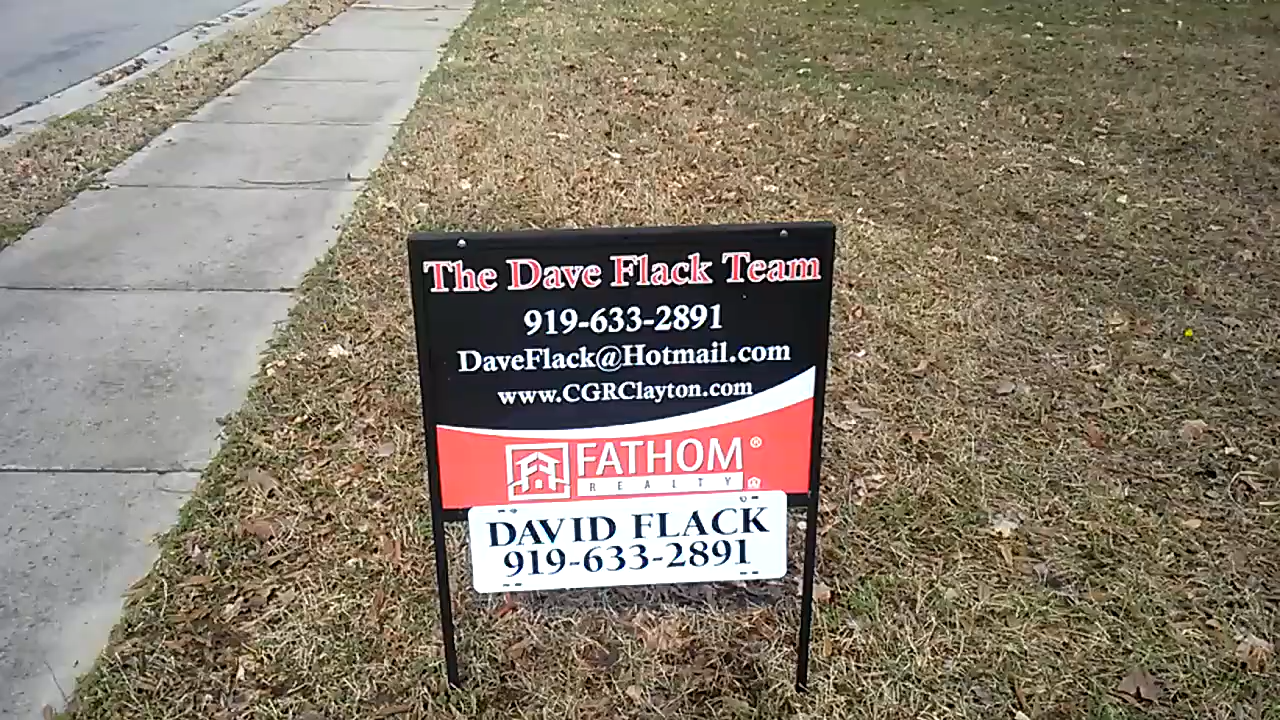 The Dave Flack Team
919-633-2891
DaveFlack@Hotmail.com
www.CGRClayton.com
FATHOM®
REALTY
DAVID FLACK
919-633-2891